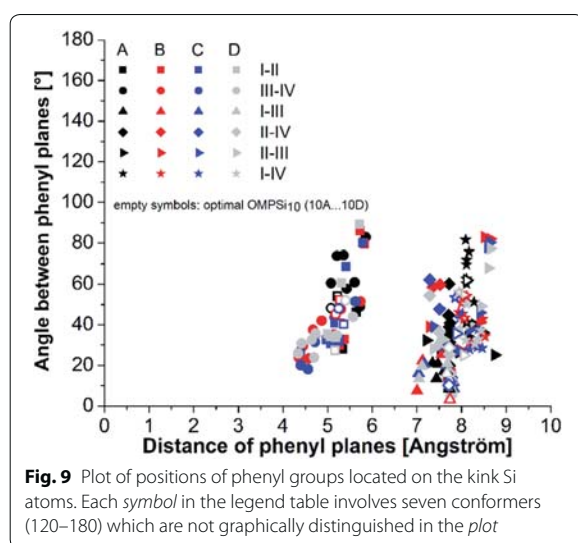 180
160
140
120
100
80
60
40
20
0
Angle between phenyl planes [°]
A B C D
I-II
III-IV
I-III
II-IV
II-III
I-IV
empty symbols: optimal OMPSi10 (10A...10D)
0 1 2 3 4 5 6 7 8 9 10
Distance of phenyl planes [Angström]
Fig. 9 Plot of positions of phenyl groups located on the kink Si
atoms. Each symbol in the legend table involves seven conformers
(120–180) which are not graphically distinguished in the plot